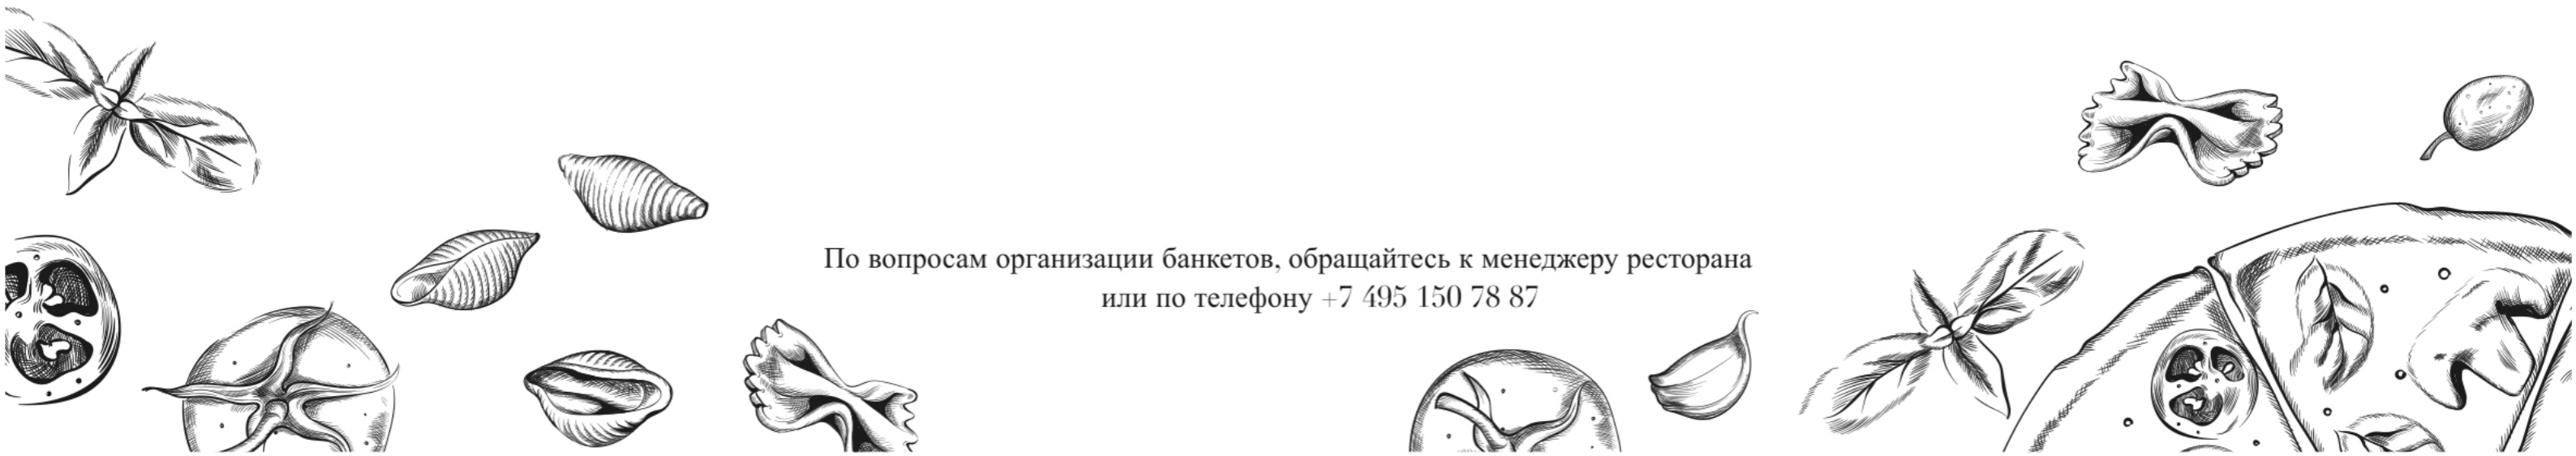 По вопросам организации банкетов, обращайтесь к менеджеру ресторана
или по телефону +7 495 150 78 87